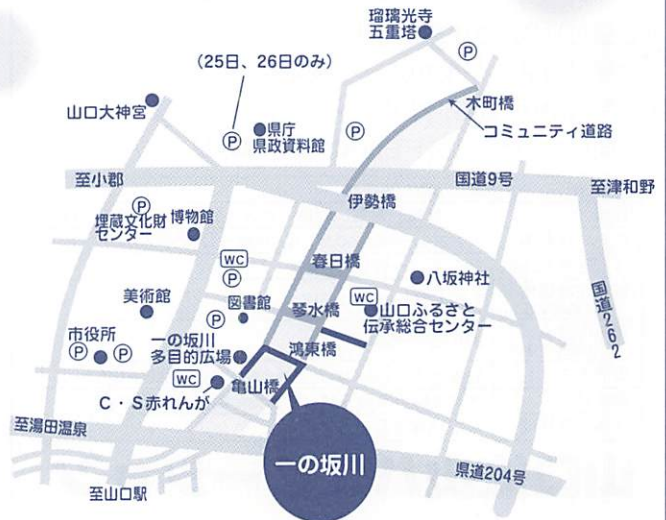 瑠璃光寺
五重塔
Ⓟ
(25日、26日のみ)
木町橋
山口大神宮
コミュニティ道路
Ⓟ
県庁
県政資料館
Ⓟ
至小郡
国道9号
至津和野
伊勢橋
Ⓟ
埋蔵文化財
センター
博物館
WC
Ⓟ
春日橋
八坂神社
国道262
美術館
図書館
琴水橋
WC
山口ふるさと
伝承総合センター
Ⓟ
市役所
Ⓟ
Ⓟ
一の坂川
多目的広場
鴻東橋
WC
亀山橋
C・S赤れんが
至湯田温泉
一の坂川
県道204号
至山口駅